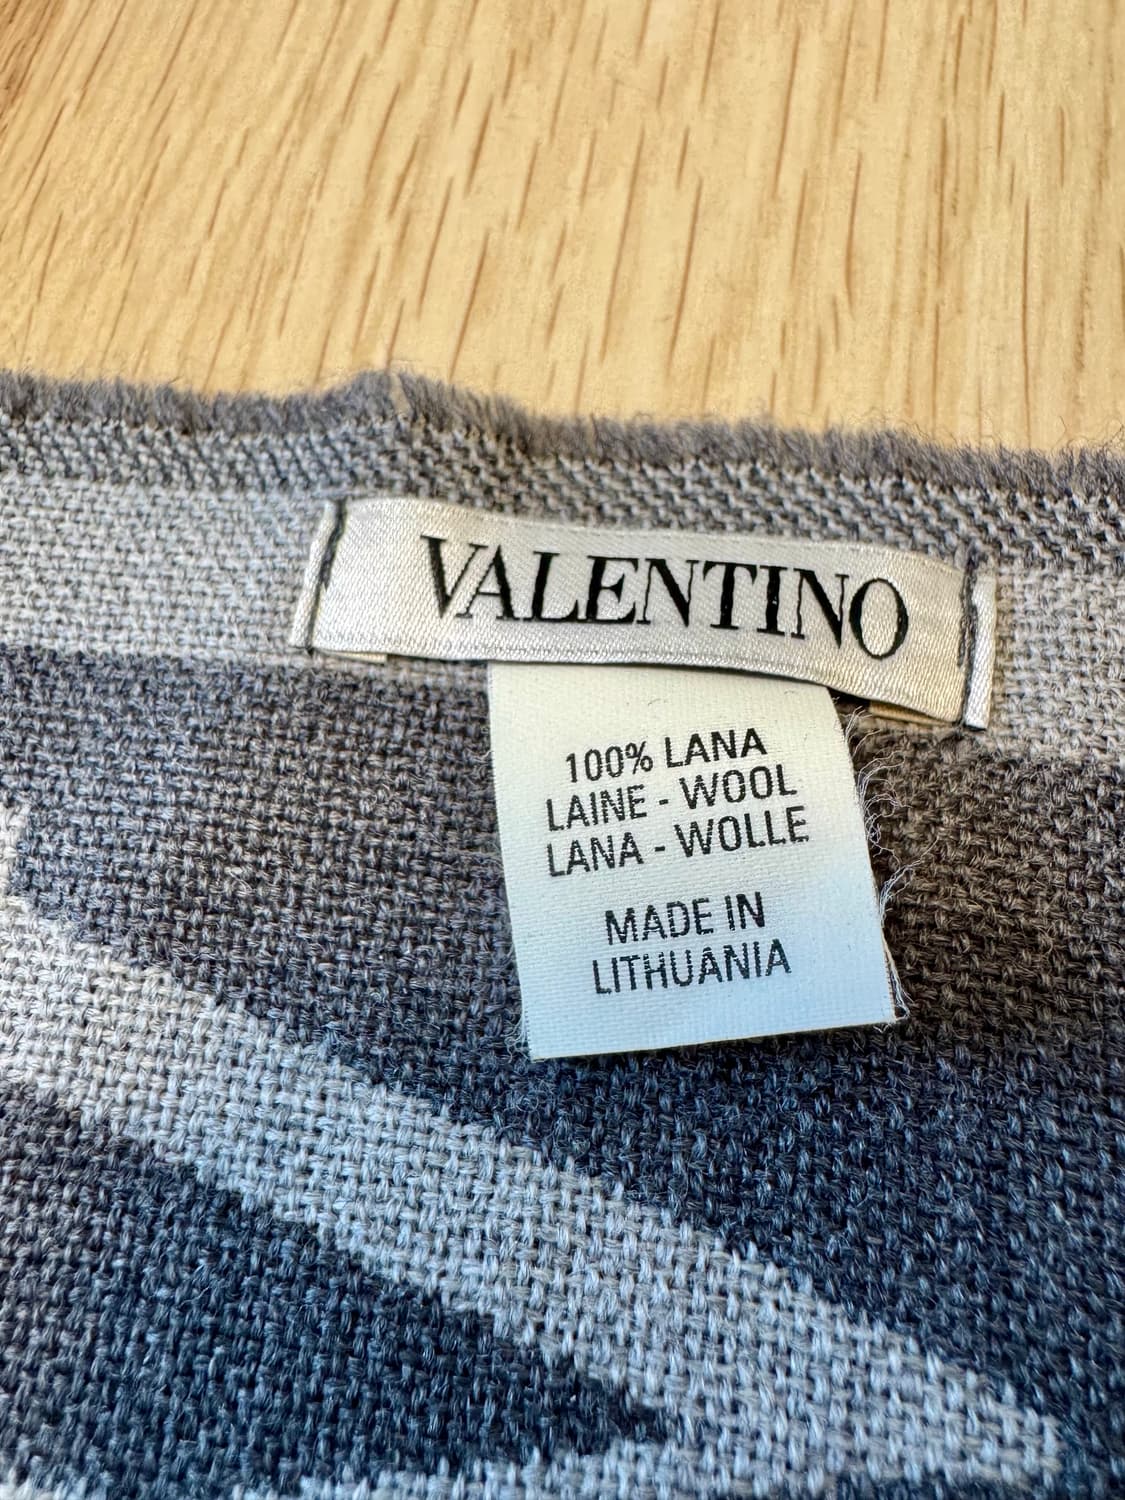 VALENTINO
100% LANA
LAINE - WOOL
LANA - WOLLE
MADE IN
LITHUANIA